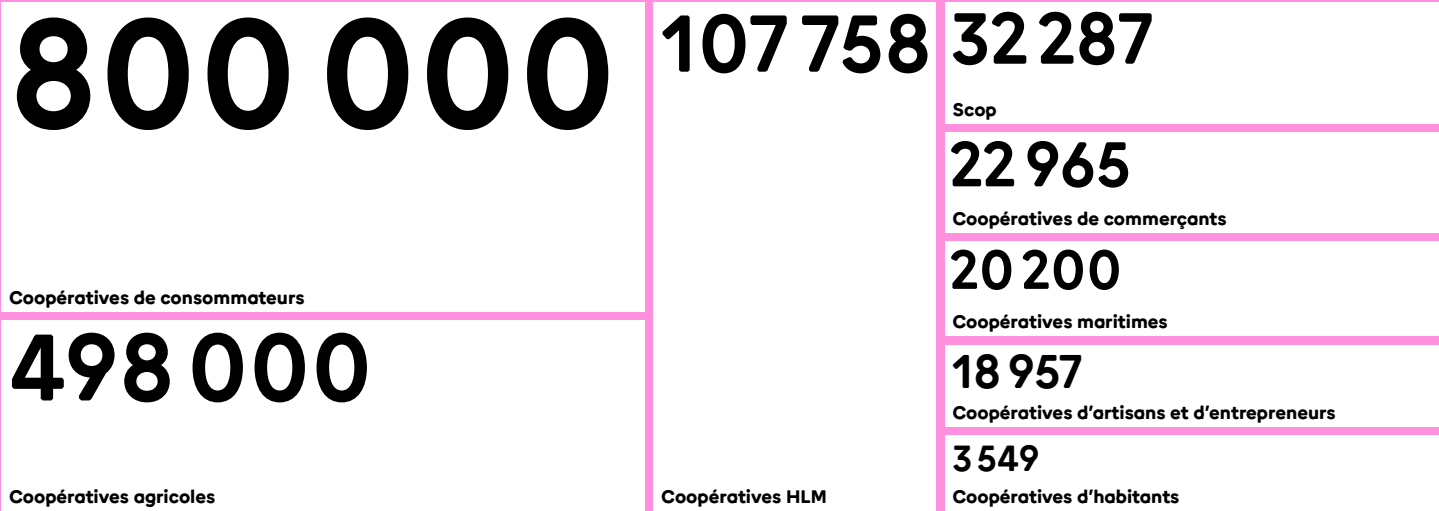 800 000
Coopératives de consommateurs
498 000
Coopératives agricoles
107 758
Coopératives HLM
32 287
Scop
22 965
Coopératives de commerçants
20 200
Coopératives maritimes
18 957
Coopératives d’artisans et d’entrepreneurs
3 549
Coopératives d’habitants